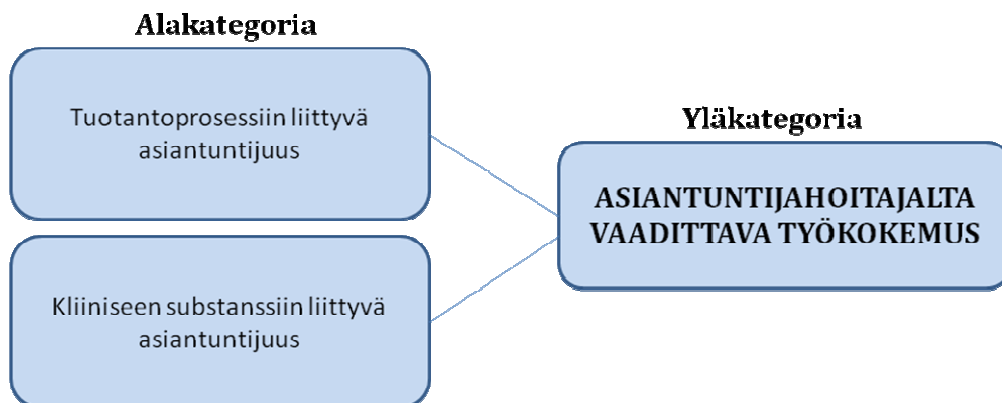 Alakategoria
Tuotantoprosessiin liittyvä
asiantuntijuus
Kliiniseen substanssiin liittyvä
asiantuntijuus
Yläkategoria
ASIANTUNTIJAHOITAJALTA
VAADITTAVA TYÖKOKEMUS